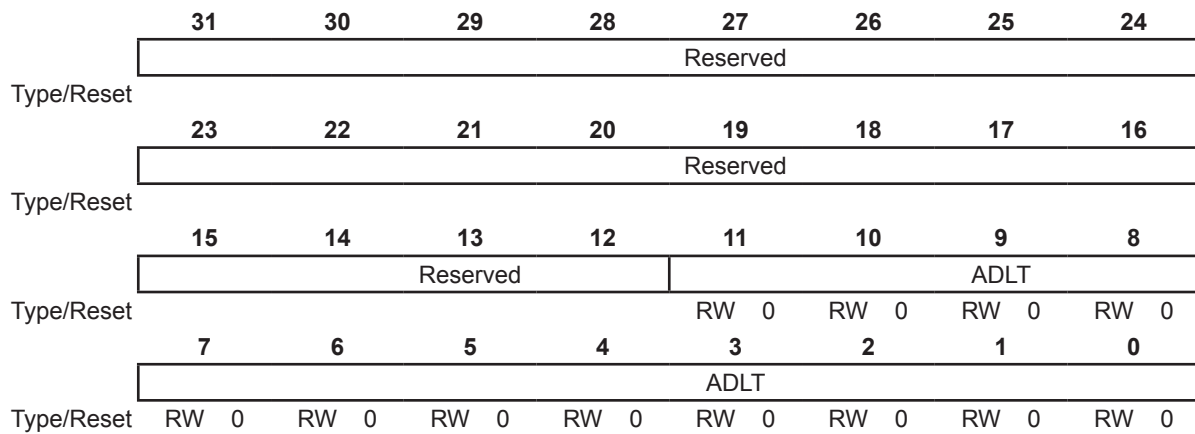 31 30 29 28 27 26 25 24
Reserved
Type/Reset
23 22 21 20 19 18 17 16
Reserved
Type/Reset
15 14 13 12 11 10 9 8
Reserved ADLT
Type/Reset RW 0 RW 0 RW 0 RW 0
7 6 5 4 3 2 1 0
ADLT
Type/Reset RW 0 RW 0 RW 0 RW 0 RW 0 RW 0 RW 0 RW 0